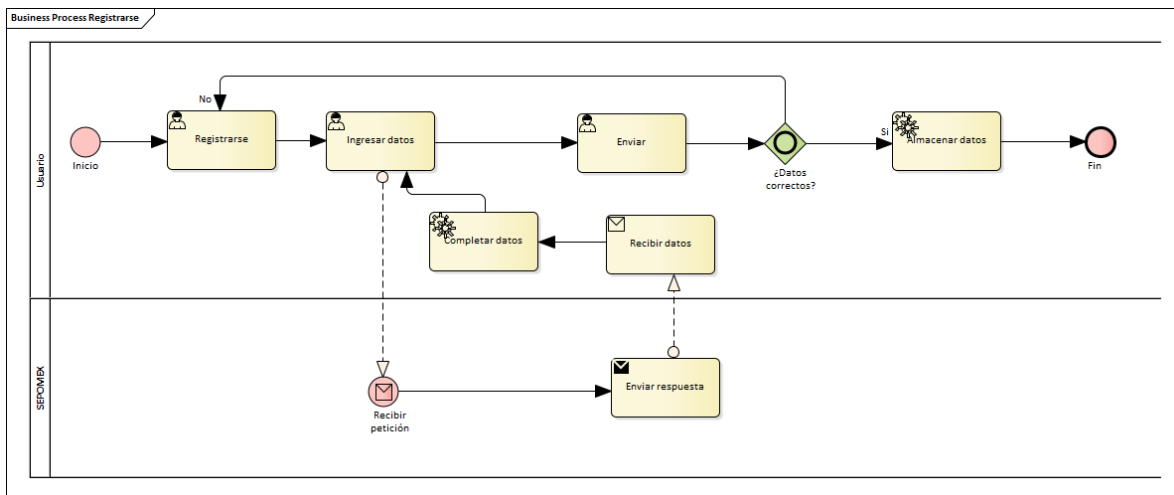 Business Process Registrarse
Usuario
No
Registrarse
Ingresar datos
Enviar
Si
Almacenar datos
Inicio
¿Datos
correctos?
Fin
Completar datos
Recibir datos
SEPOMEX
Enviar respuesta
Recibir
petición